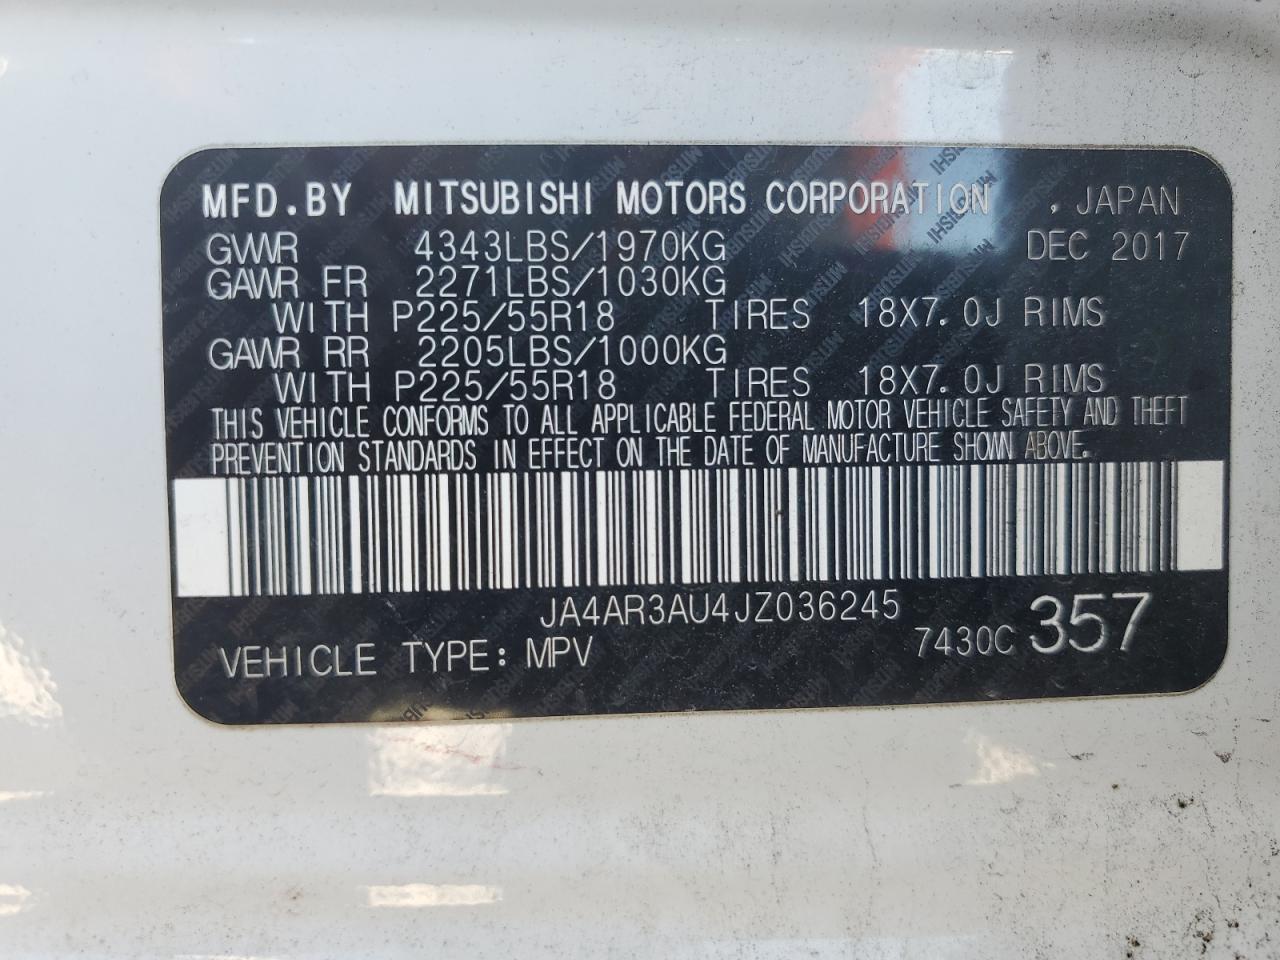 MFD.BY MITSUBISHI MOTORS CORPORATION , JAPAN
GVWR 4343LBS/1970KG DEC 2017
GAWR FR 2271LBS/1030KG
WITH P225/55R18 TIRES 18X7.0J RIMS
GAWR RR 2205LBS/1000KG
WITH P225/55R18 TIRES 18X7.0J RIMS
THIS VEHICLE CONFORMS TO ALL APPLICABLE FEDERAL MOTOR VEHICLE SAFETY AND THEFT
PREVENTION STANDARDS IN EFFECT ON THE DATE OF MANUFACTURE SHOWN ABOVE.
JA4AR3AU4JZ036245
VEHICLE TYPE: MPV 7430C 357